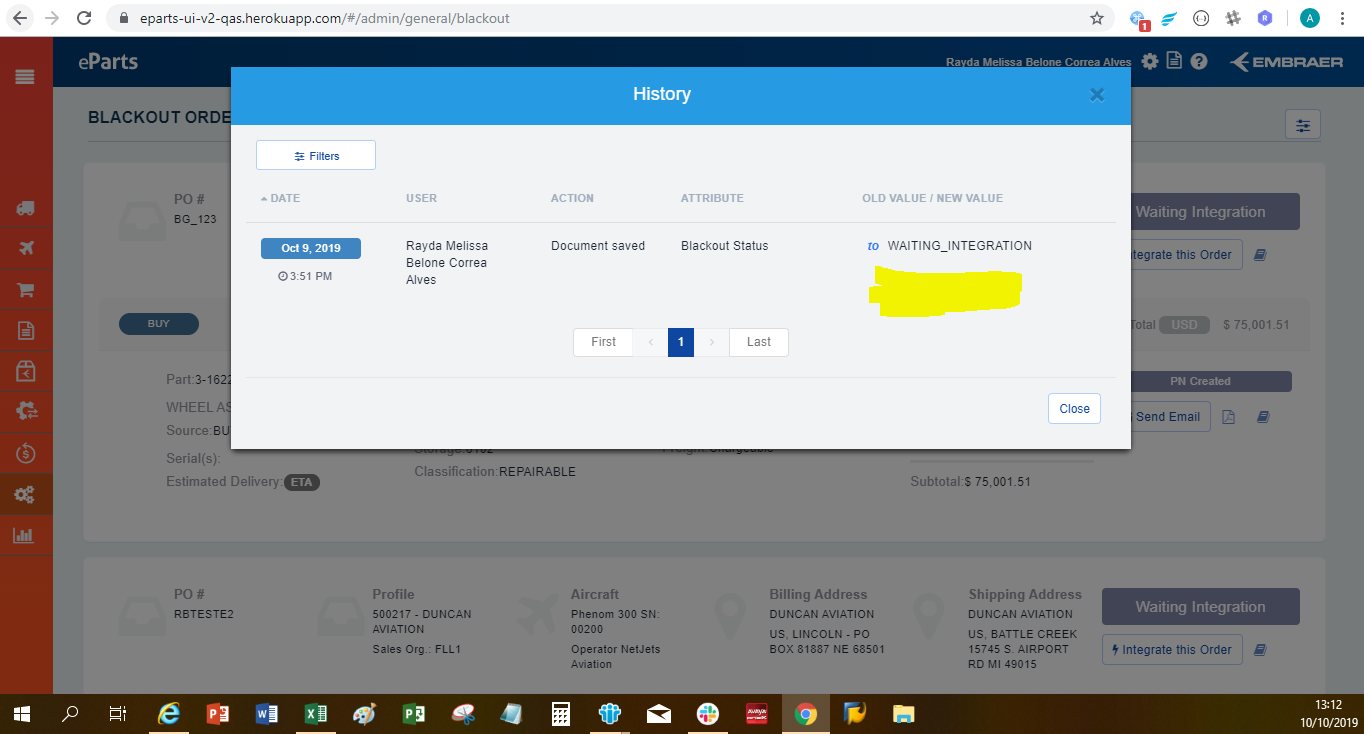 eparts-ui-v2-qas.herokuapp.com/#/admin/general/blackout
1
A
eParts
Rayda Melissa Belone Correa Alves
EMBRAER
BLACKOUT ORDE
History
Filters
DATE USER ACTION ATTRIBUTE OLD VALUE / NEW VALUE
Oct 9, 2019
3:51 PM
Rayda Melissa
Belone Correa
Alves
Document saved
Blackout Status
to WAITING_INTEGRATION
First < 1 > Last
Close
PO #
BG_123
Waiting Integration
tegrate this Order
BUY
Total USD $ 75,001.51
Part:3-1622
WHEEL AS
Source:BU
Serial(s):
Estimated Delivery: ETA
Classification:REPAIRABLE
PN Created
Send Email
Subtotal:$ 75,001.51
PO #
RBTESTE2
Profile
500217 - DUNCAN
AVIATION
Sales Org.: FLL1
Aircraft
Phenom 300 SN:
00200
Operator NetJets
Aviation
Billing Address
DUNCAN AVIATION
US, LINCOLN - PO
BOX 81887 NE 68501
Shipping Address
DUNCAN AVIATION
US, BATTLE CREEK
15745 S. AIRPORT
RD MI 49015
Waiting Integration
Integrate this Order
13:12
10/10/2019